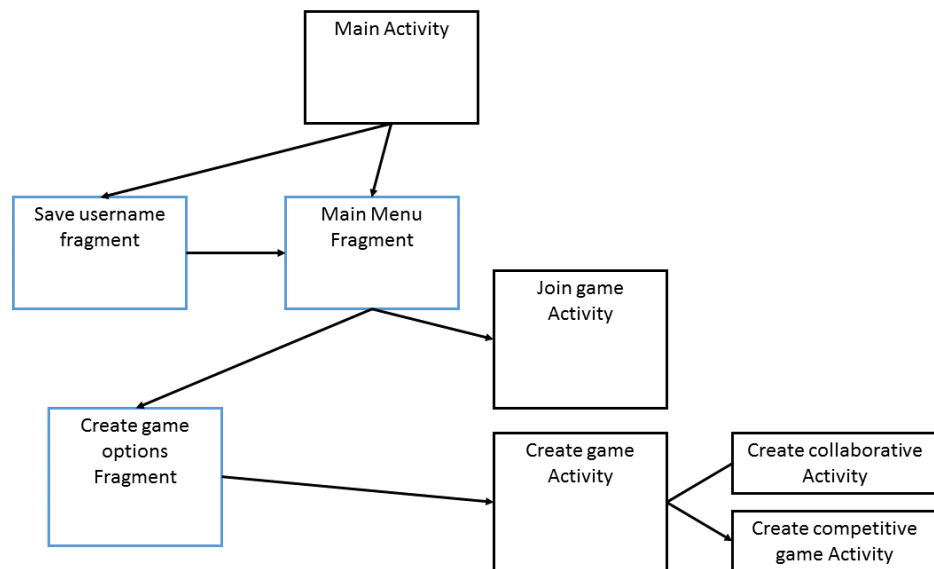 Main Activity
Save username
fragment
Main Menu
Fragment
Join game
Activity
Create game
options
Fragment
Create game
Activity
Create collaborative
Activity
Create competitive
game Activity